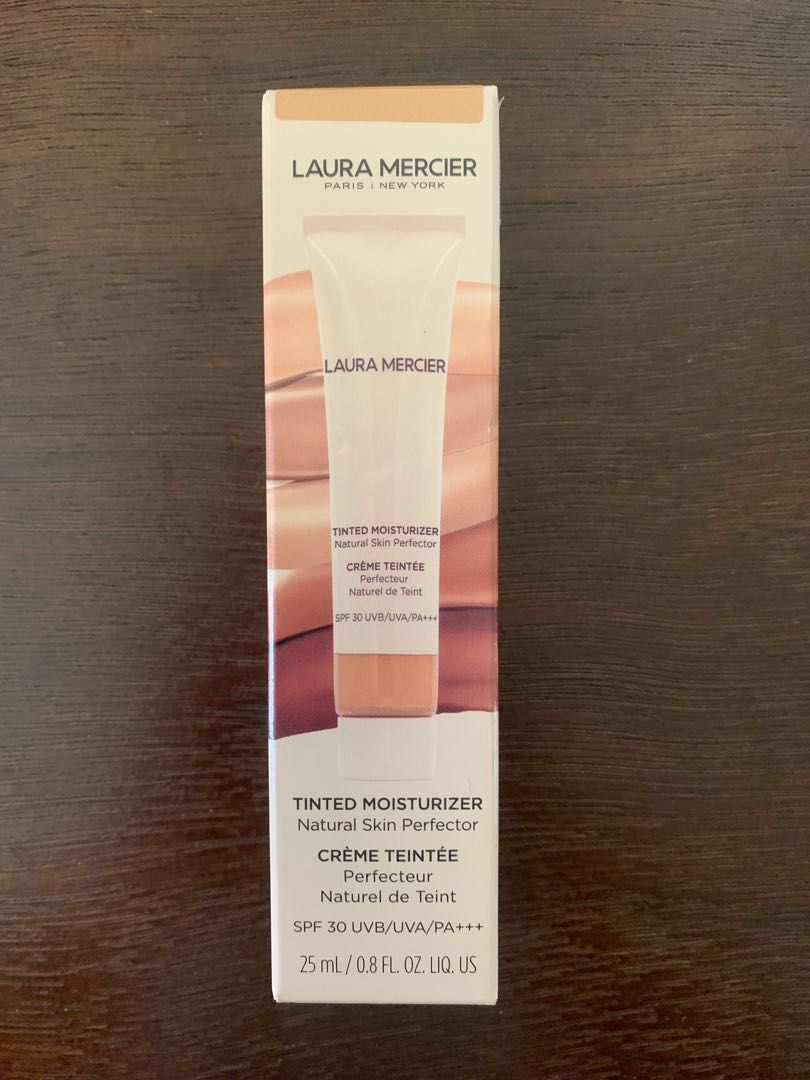 LAURA MERCIER
PARIS | NEW YORK
LAURA MERCIER
TINTED MOISTURIZER
Natural Skin Perfector
CRÈME TEINTÉE
Perfecteur
Naturel de Teint
SPF 30 UVB/UVA/PA+++
TINTED MOISTURIZER
Natural Skin Perfector
CRÈME TEINTÉE
Perfecteur
Naturel de Teint
SPF 30 UVB/UVA/PA+++
25 mL / 0.8 FL. OZ. LIQ. US